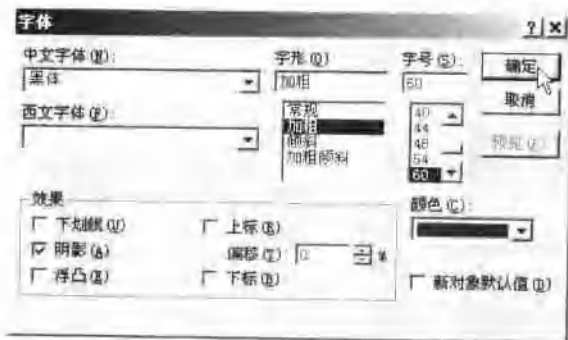 字体
中文字体(N): 字形(O) 字号(S): 确定
黑体 加粗 60 取消
西文字体(F): 常规 40
加粗 44
倾斜 48 预览(P)
加粗倾斜 54
60
效果 颜色(C):
下划线(U) 上标(R)
阴影(A) 偏移(T): 0 %
浮凸(E) 下标(B) 新对象默认值(D)